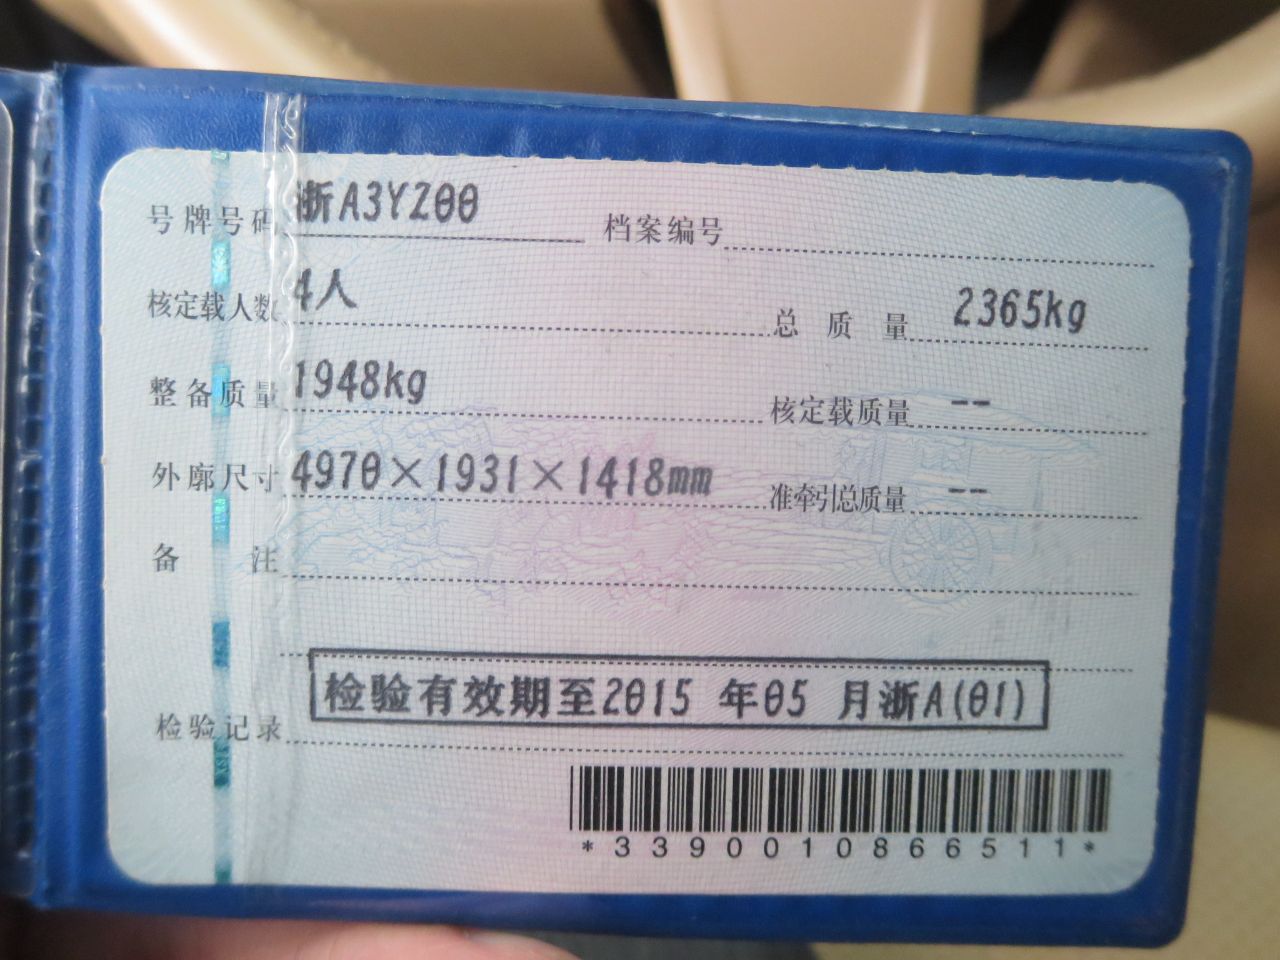 号牌号码 浙A3YZ00 档案编号
核定载人数 4人 总质量 2365kg
整备质量 1948kg 核定载质量 --
外廓尺寸 4970×1931×1418mm 准牵引总质量 --
备注
检验记录 检验有效期至2015 年05 月浙A(01)
*3390010866511*